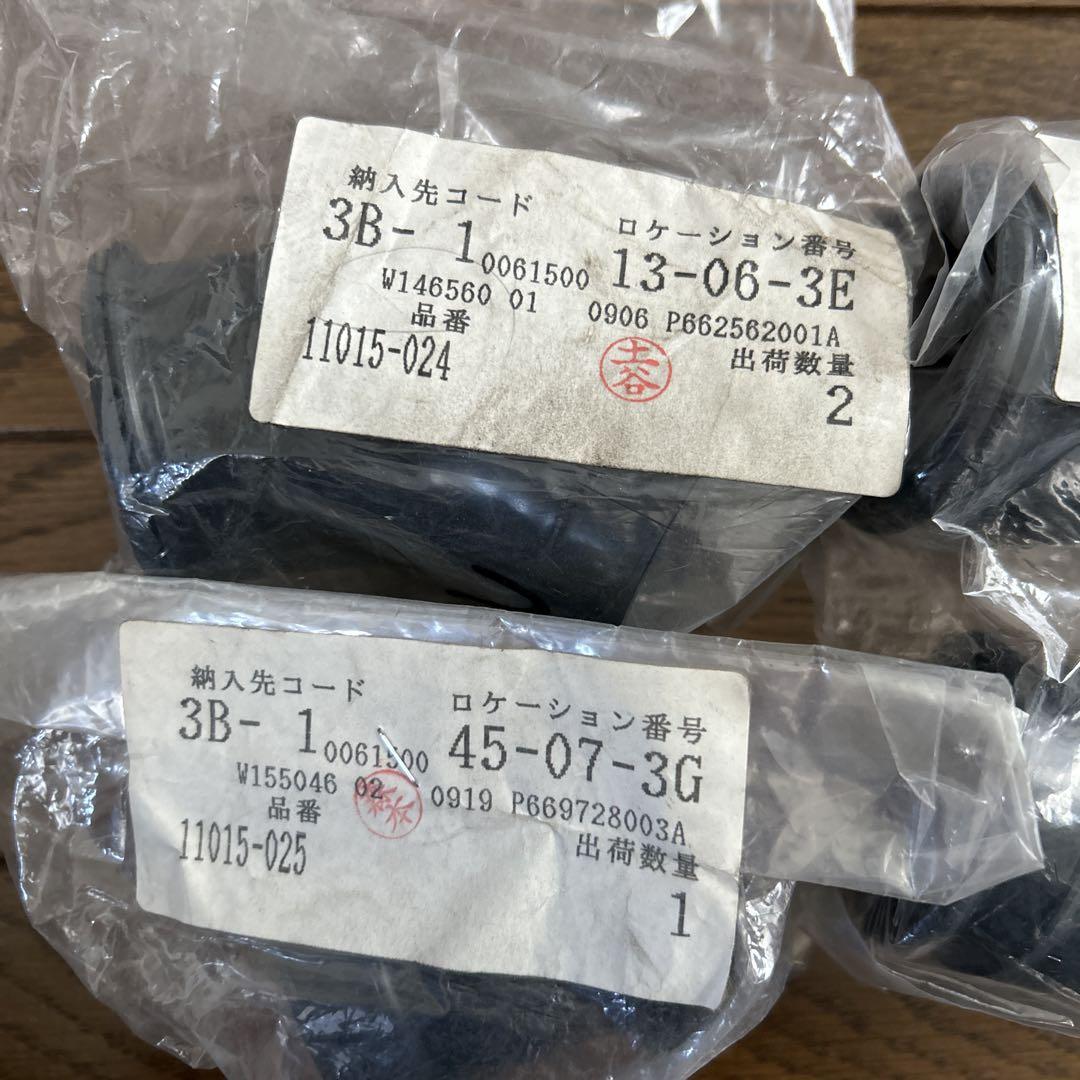 納入先コード ロケーション番号
3B- 1 0061500 13-06-3E
W146560 01 0906 P662562001A
品番 出荷数量
11015-024 土谷 2
納入先コード ロケーション番号
3B- 1 0061500 45-07-3G
W155046 02 0919 P669728003A
品番 出荷数量
11015-025 1